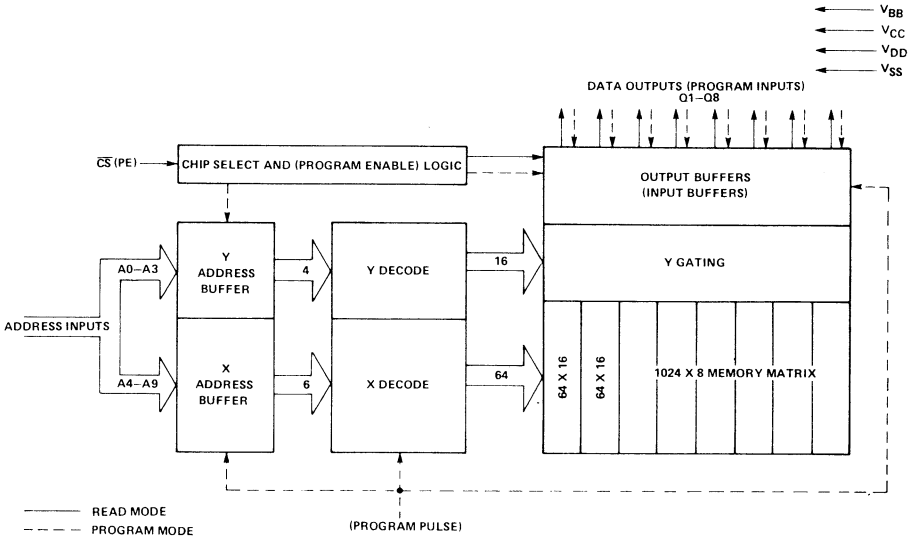 V_BB
V_CC
V_DD
V_SS
DATA OUTPUTS (PROGRAM INPUTS)
Q1–Q8
C̅S̅ (PE)
CHIP SELECT AND (PROGRAM ENABLE) LOGIC
OUTPUT BUFFERS
(INPUT BUFFERS)
A0–A3
Y
ADDRESS
BUFFER
4
Y DECODE
16
Y GATING
ADDRESS INPUTS
A4–A9
X
ADDRESS
BUFFER
6
X DECODE
64
64 X 16
64 X 16
1024 X 8 MEMORY MATRIX
READ MODE
PROGRAM MODE
(PROGRAM PULSE)